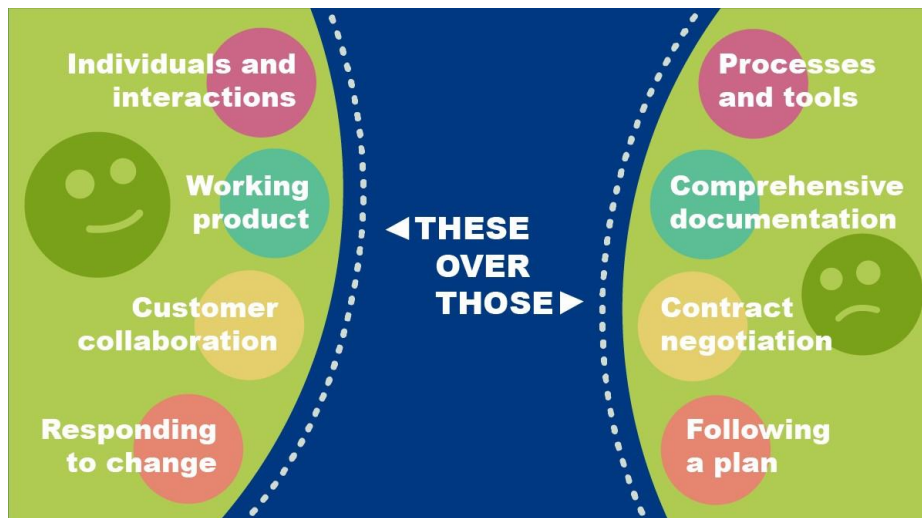 Individuals and
interactions
Working
product
Customer
collaboration
Responding
to change
THESE
OVER
THOSE
Processes
and tools
Comprehensive
documentation
Contract
negotiation
Following
a plan